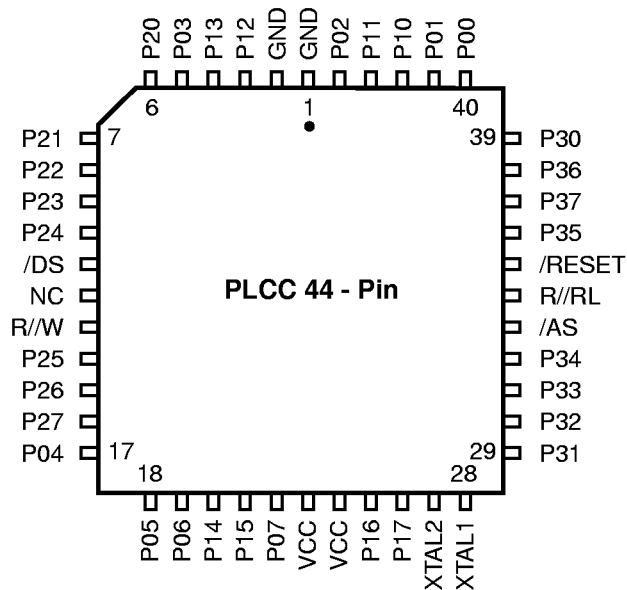 P20 P03 P13 P12 GND GND P02 P11 P10 P01 P00
6 1 40
P21 7 39 P30
P22 P36
P23 P37
P24 P35
/DS /RESET
NC PLCC 44 - Pin R//RL
R//W /AS
P25 P34
P26 P33
P27 P32
P04 17 29 P31
18 28
P05 P06 P14 P15 P07 VCC VCC P16 P17 XTAL2 XTAL1